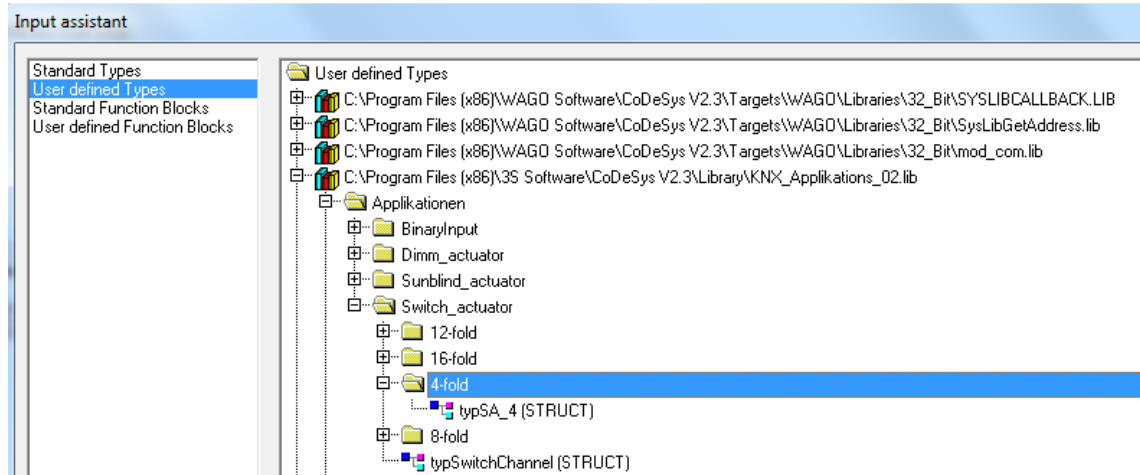 Input assistant
Standard Types
User defined Types
Standard Function Blocks
User defined Function Blocks
User defined Types
C:\Program Files (x86)\WAGO Software\CoDeSys V2.3\Targets\WAGO\Libraries\32_Bit\SYSLIBCALLBACK.LIB
C:\Program Files (x86)\WAGO Software\CoDeSys V2.3\Targets\WAGO\Libraries\32_Bit\SysLibGetAddress.lib
C:\Program Files (x86)\WAGO Software\CoDeSys V2.3\Targets\WAGO\Libraries\32_Bit\mod_com.lib
C:\Program Files (x86)\3S Software\CoDeSys V2.3\Library\KNX_Applikations_02.lib
Applikationen
BinaryInput
Dimm_actuator
Sunblind_actuator
Switch_actuator
12-fold
16-fold
4-fold
typSA_4 (STRUCT)
8-fold
typSwitchChannel (STRUCT)